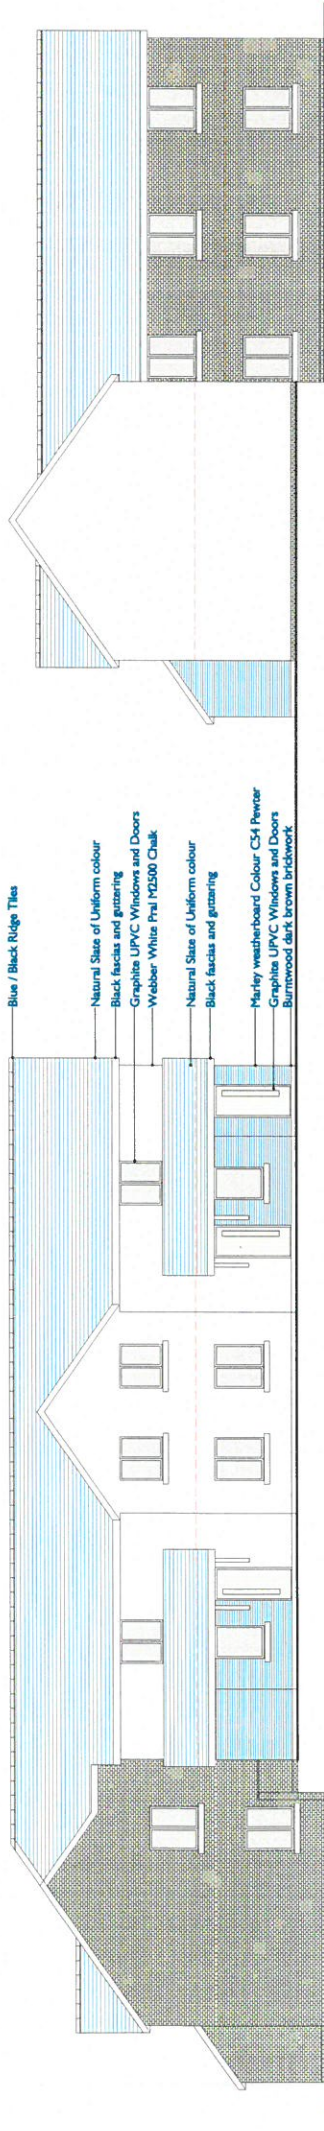 Blue / Black Ridge Tiles
Natural Slate of Uniform colour
Black fascias and guttering
Graphite UPVC Windows and Doors
Webber White Pral M2500 Chalk
Natural Slate of Uniform colour
Black fascias and guttering
Marley weatherboard Colour C54 Pewter
Graphite UPVC Windows and Doors
Burntwood dark brown brickwork